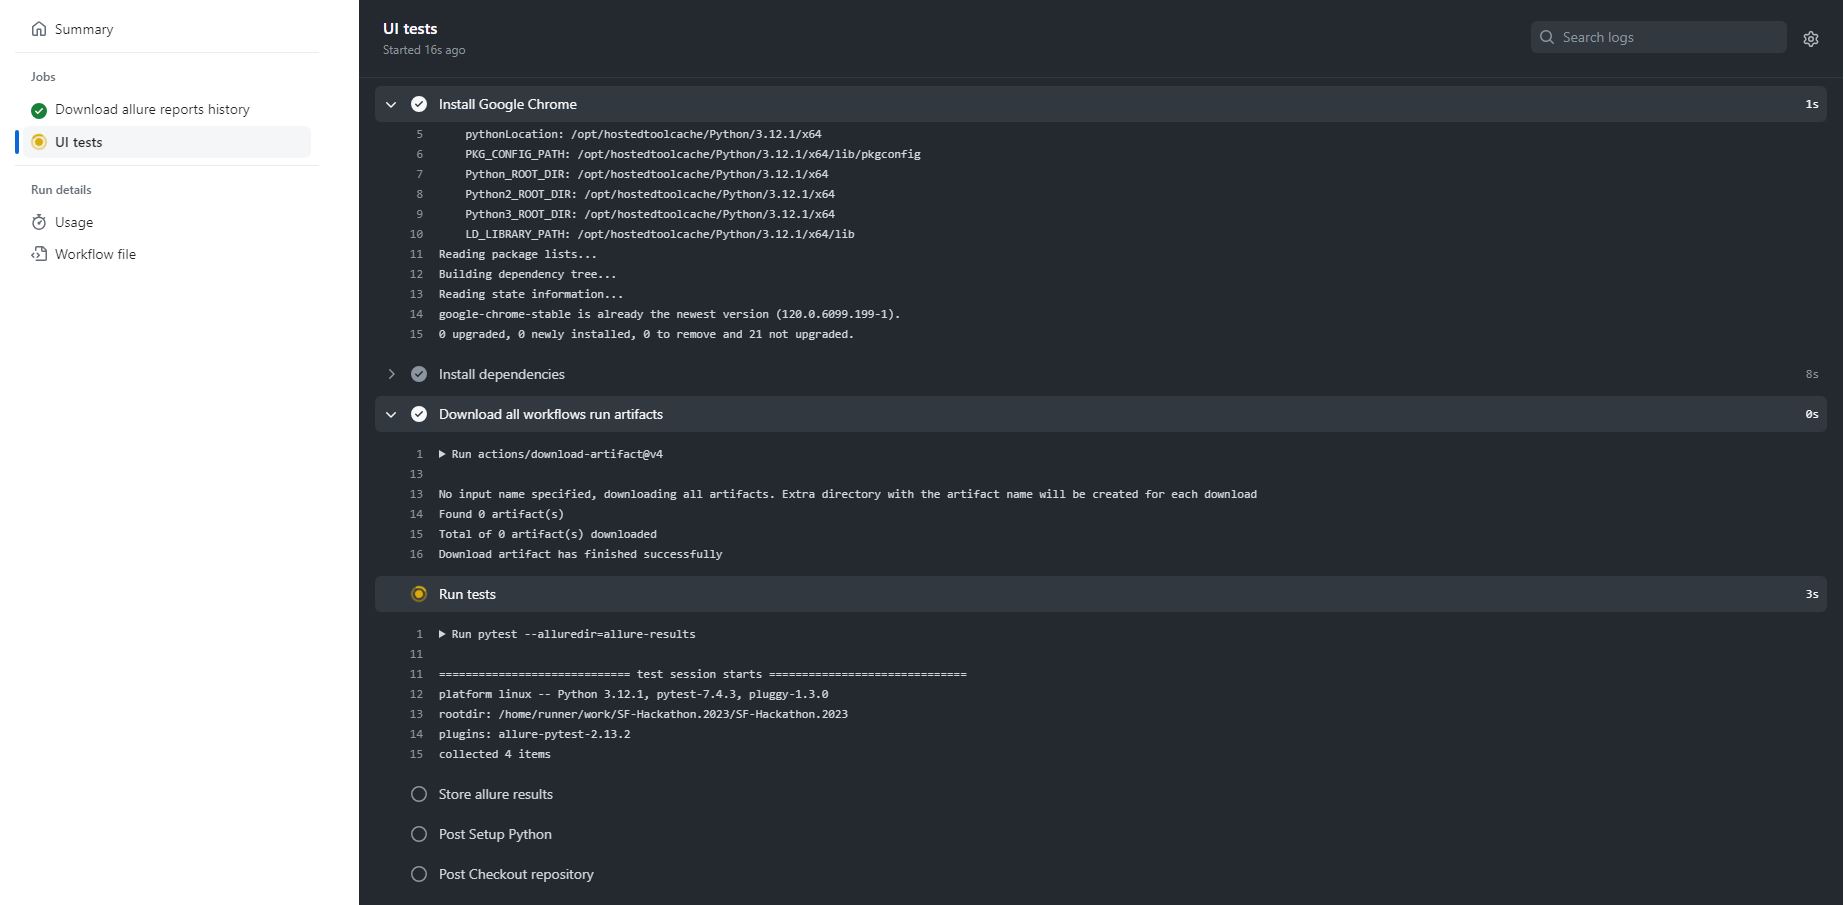 Summary
Jobs
Download allure reports history
UI tests
Run details
Usage
Workflow file
UI tests
Started 16s ago
Search logs
Install Google Chrome 1s
5 pythonLocation: /opt/hostedtoolcache/Python/3.12.1/x64
6 PKG_CONFIG_PATH: /opt/hostedtoolcache/Python/3.12.1/x64/lib/pkgconfig
7 Python_ROOT_DIR: /opt/hostedtoolcache/Python/3.12.1/x64
8 Python2_ROOT_DIR: /opt/hostedtoolcache/Python/3.12.1/x64
9 Python3_ROOT_DIR: /opt/hostedtoolcache/Python/3.12.1/x64
10 LD_LIBRARY_PATH: /opt/hostedtoolcache/Python/3.12.1/x64/lib
11 Reading package lists...
12 Building dependency tree...
13 Reading state information...
14 google-chrome-stable is already the newest version (120.0.6099.199-1).
15 0 upgraded, 0 newly installed, 0 to remove and 21 not upgraded.
Install dependencies 8s
Download all workflows run artifacts 0s
1 Run actions/download-artifact@v4
13
13 No input name specified, downloading all artifacts. Extra directory with the artifact name will be created for each download
14 Found 0 artifact(s)
15 Total of 0 artifact(s) downloaded
16 Download artifact has finished successfully
Run tests 3s
1 Run pytest --alluredir=allure-results
11
11 ============================= test session starts ==============================
12 platform linux -- Python 3.12.1, pytest-7.4.3, pluggy-1.3.0
13 rootdir: /home/runner/work/SF-Hackathon.2023/SF-Hackathon.2023
14 plugins: allure-pytest-2.13.2
15 collected 4 items
Store allure results
Post Setup Python
Post Checkout repository